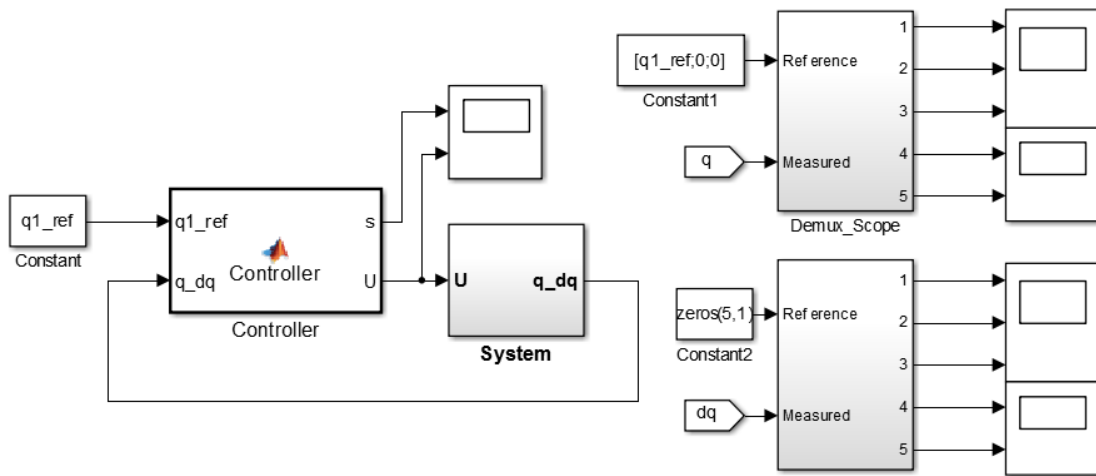 q1_ref
Constant
q1_ref
q_dq
s
U
Controller
Controller
U
q_dq
System
[q1_ref;0;0]
Constant1
q
Reference
Measured
1
2
3
4
5
Demux_Scope
zeros(5,1)
Constant2
dq
Reference
Measured
1
2
3
4
5